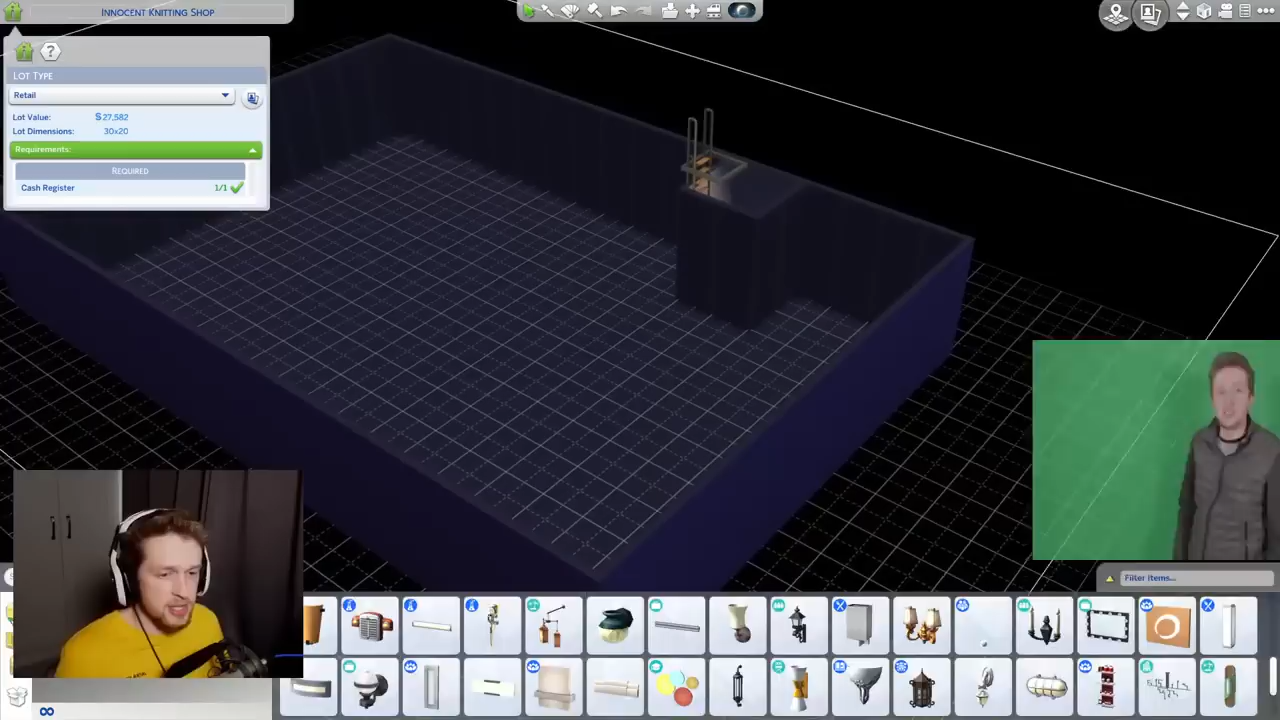 INNOCENT KNITTING SHOP
LOT TYPE
Retail
Lot Value: §27,582
Lot Dimensions: 30x20
Requirements:
REQUIRED
Cash Register 1/1
Filter Items...